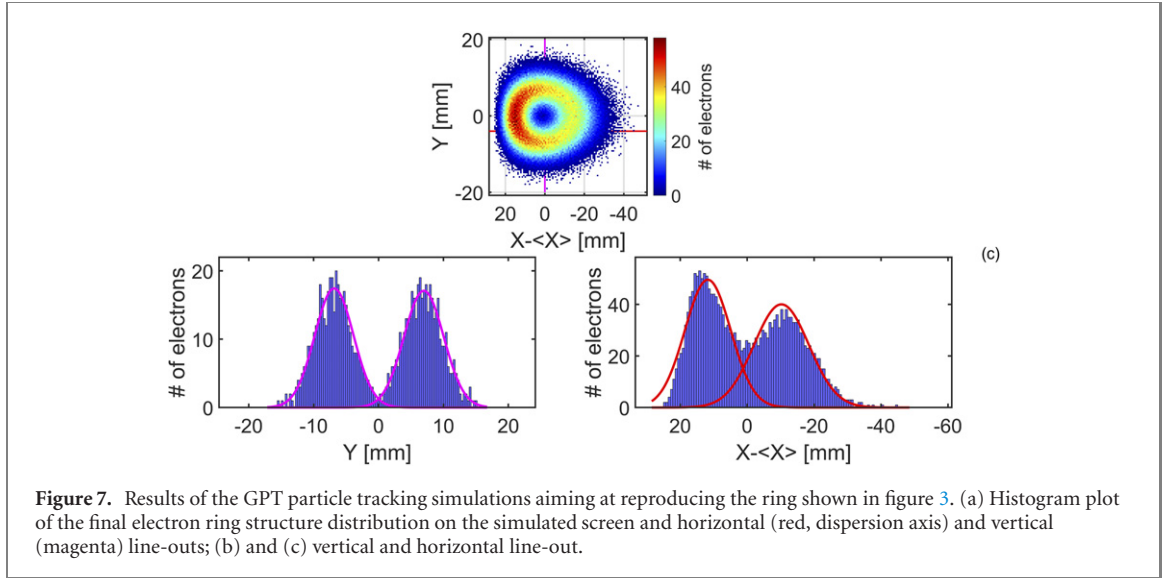 20
0
-20
Y [mm]
20 0 -20 -40
X-<X> [mm]
40
20
0
# of electrons
20
10
0
# of electrons
-20 -10 0 10 20
Y [mm]
40
20
0
# of electrons
20 0 -20 -40 -60
X-<X> [mm]
(c)
Figure 7. Results of the GPT particle tracking simulations aiming at reproducing the ring shown in figure 3. (a) Histogram plot
of the final electron ring structure distribution on the simulated screen and horizontal (red, dispersion axis) and vertical
(magenta) line-outs; (b) and (c) vertical and horizontal line-out.